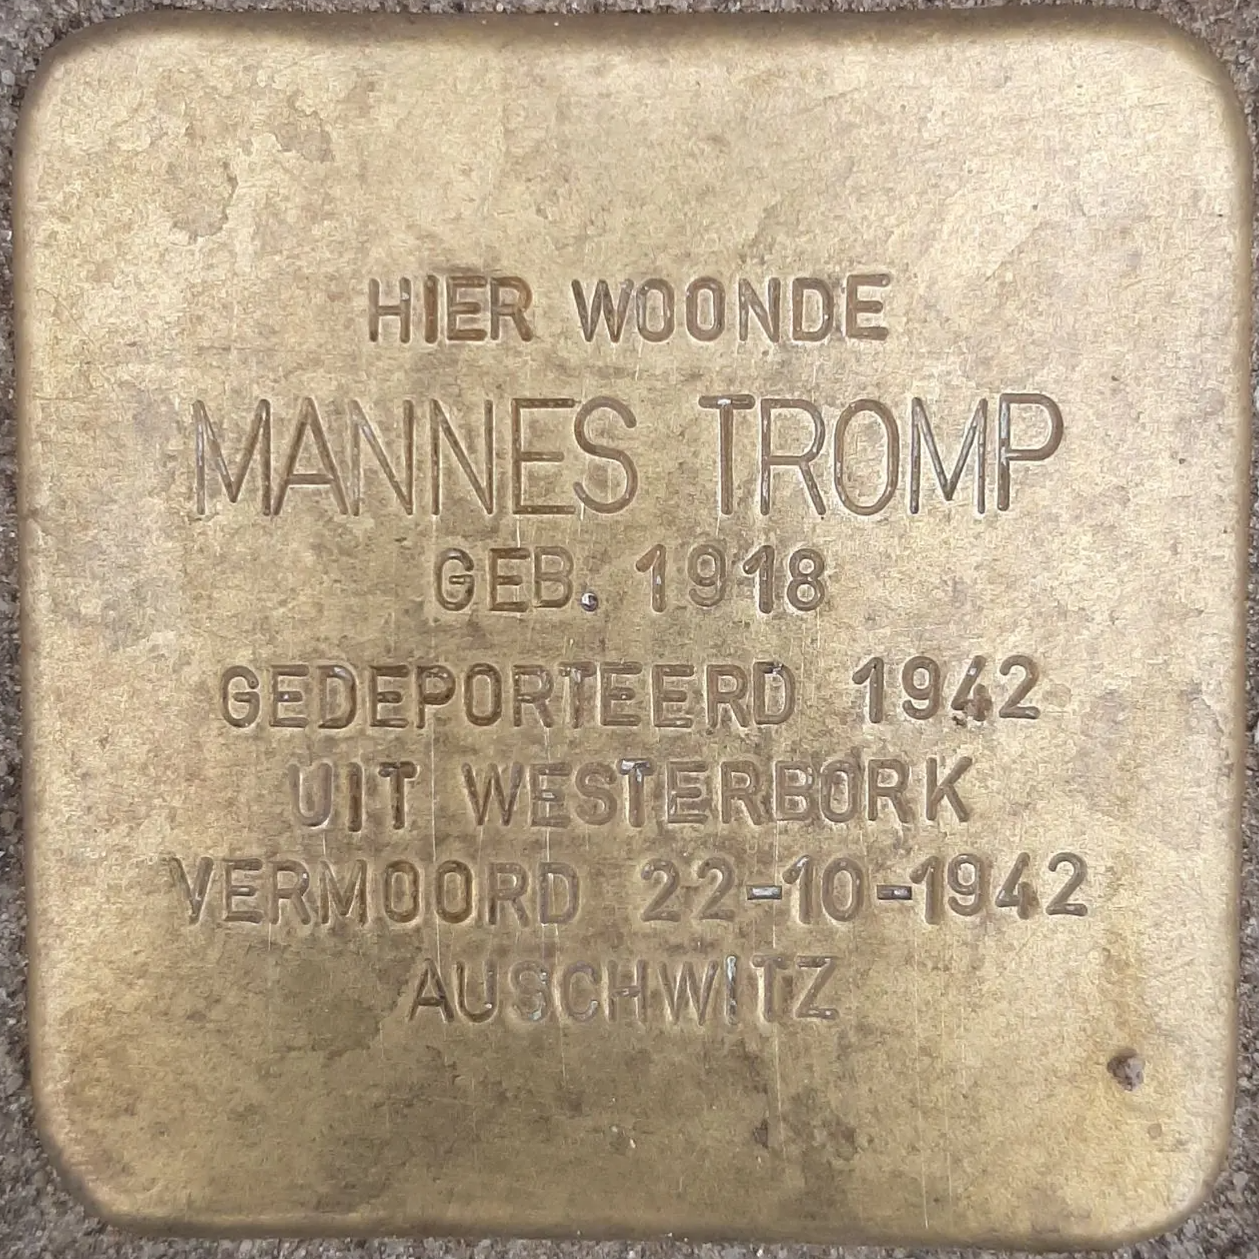 HIER WOONDE
MANNES TROMP
GEB. 1918
GEDEPORTEERD 1942
UIT WESTERBORK
VERMOORD 22-10-1942
AUSCHWITZ